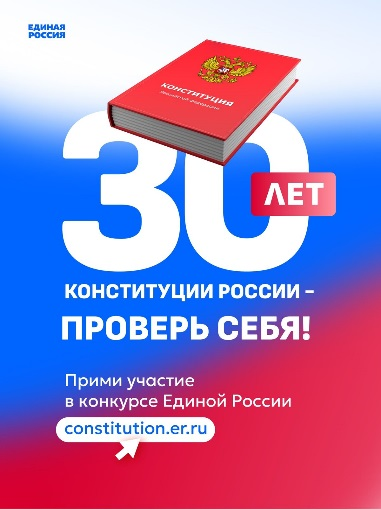 ЕДИНАЯ
РОССИЯ
КОНСТИТУЦИЯ
30
ЛЕТ
КОНСТИТУЦИИ РОССИИ –
ПРОВЕРЬ СЕБЯ!
Прими участие
в конкурсе Единой России
constitution.er.ru